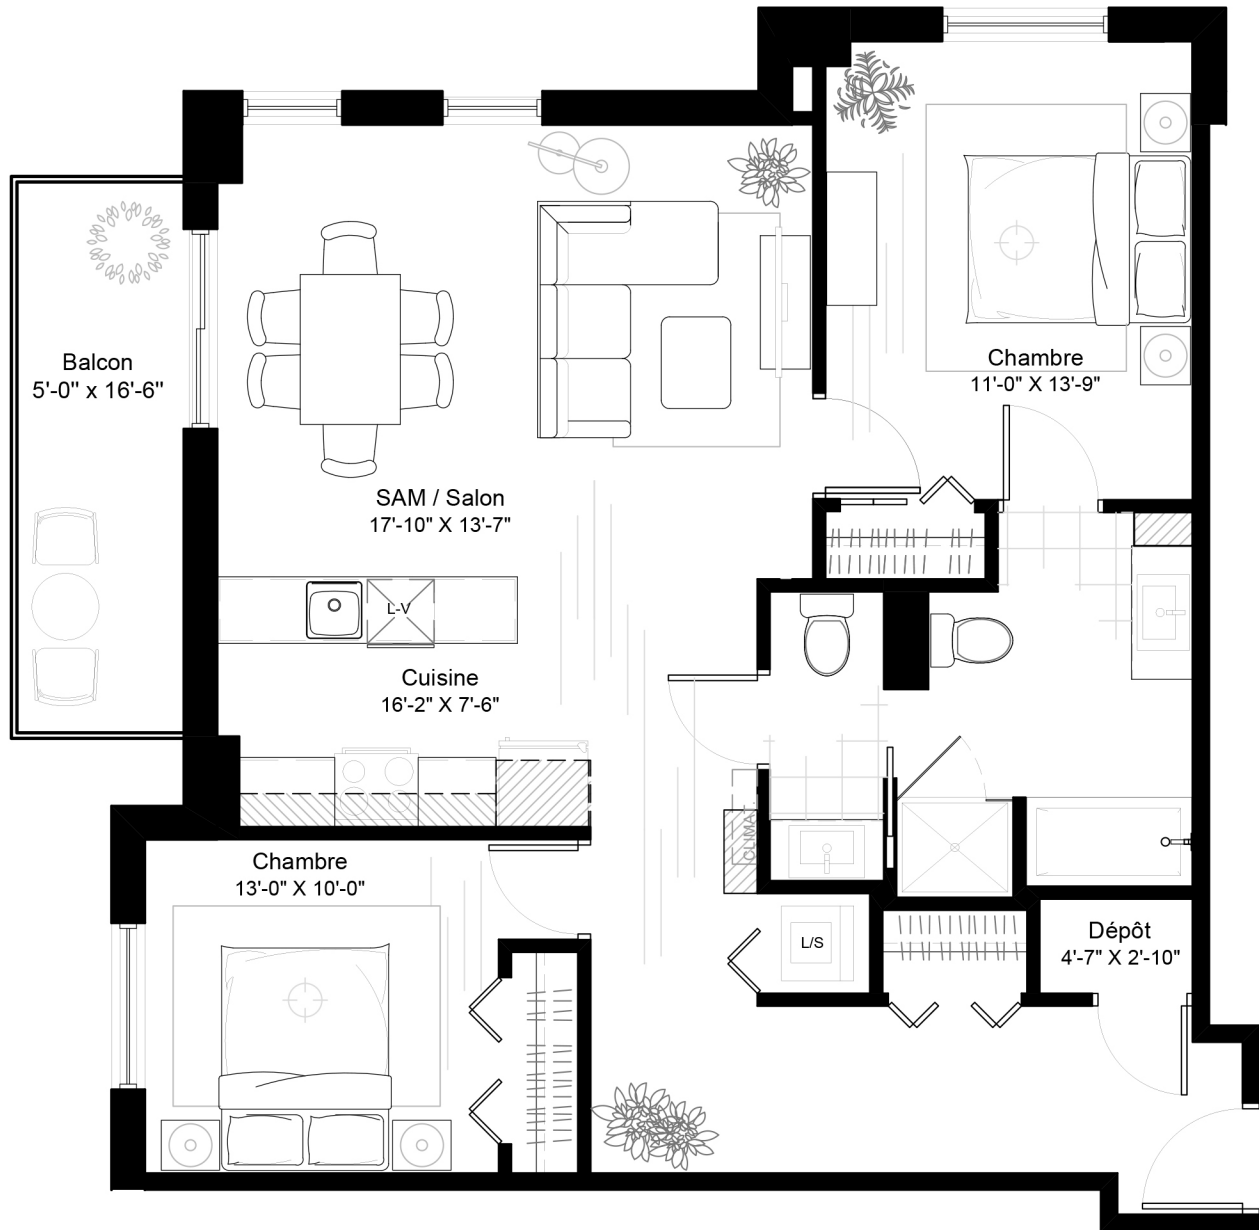 Balcon
5'-0" x 16'-6"
Chambre
11'-0" X 13'-9"
SAM / Salon
17'-10" X 13'-7"
L-V
Cuisine
16'-2" X 7'-6"
CLIMAT.
Chambre
13'-0" X 10'-0"
L/S
Dépôt
4'-7" X 2'-10"